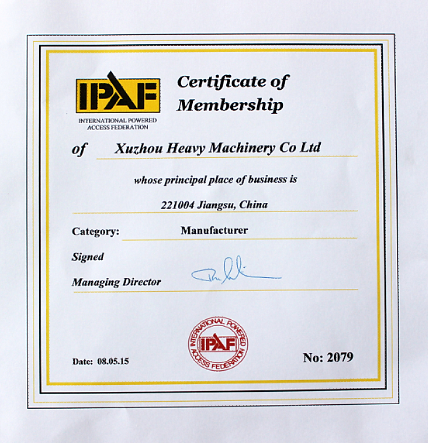 IPAF
INTERNATIONAL POWERED
ACCESS FEDERATION
Certificate of
Membership
of Xuzhou Heavy Machinery Co Ltd
whose principal place of business is
221004 Jiangsu, China
Category: Manufacturer
Signed
Managing Director
INTERNATIONAL POWERED
IPAF
ACCESS FEDERATION
Date: 08.05.15
No: 2079